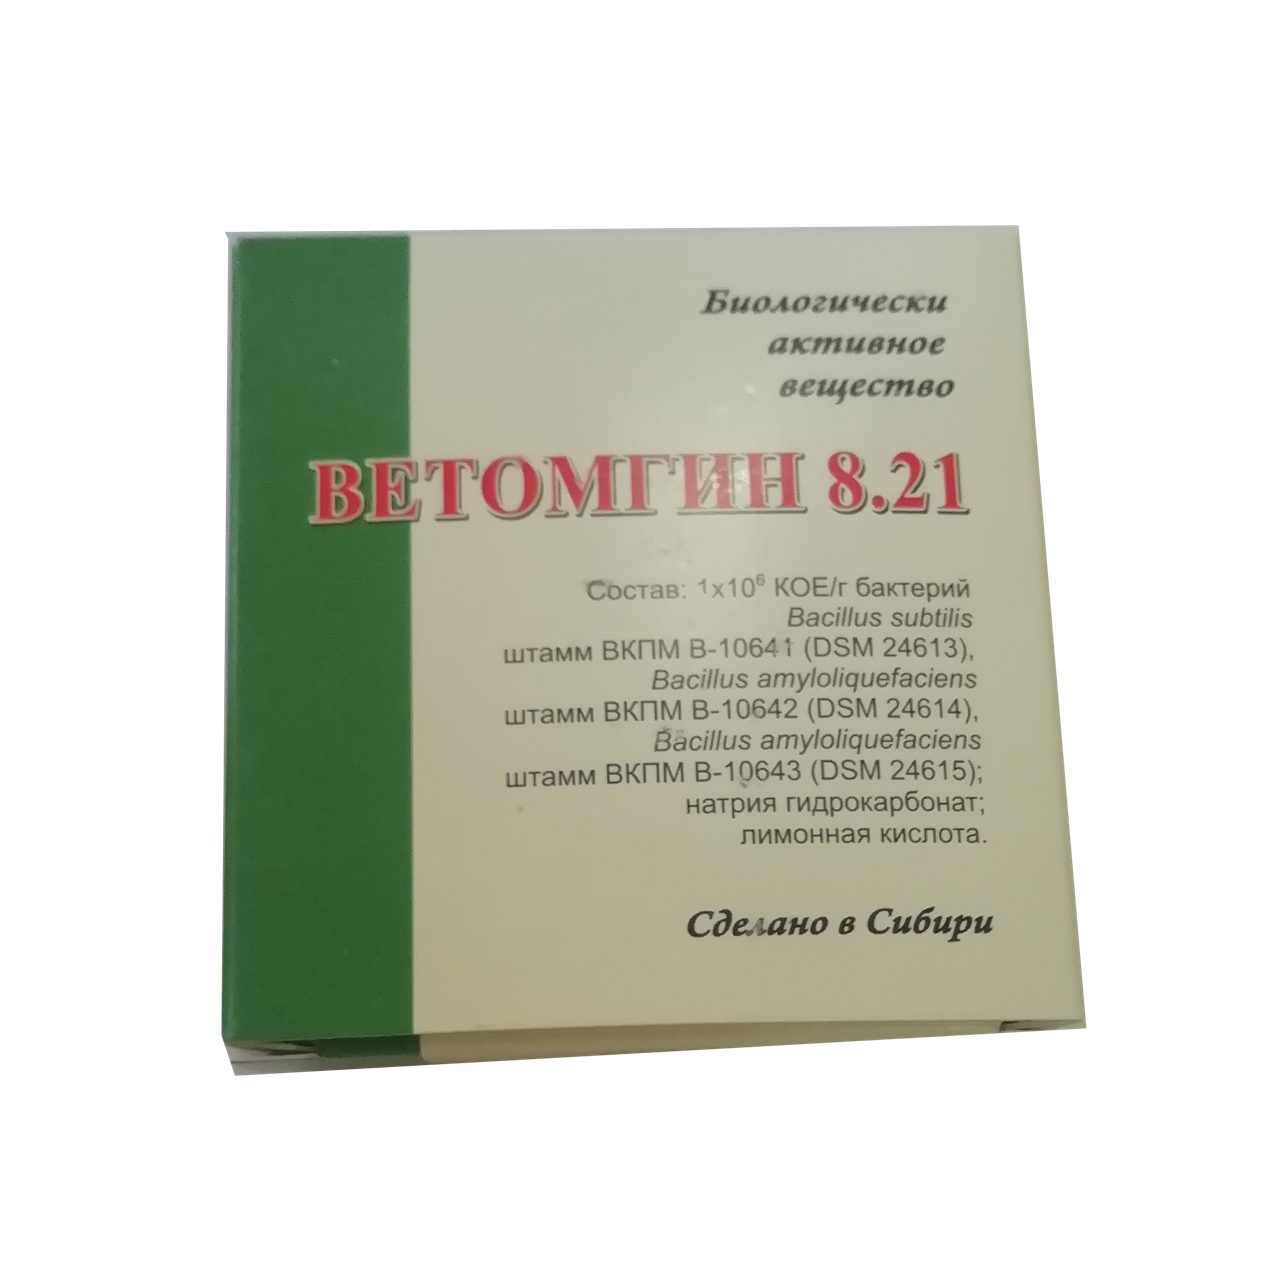 Биологически
активное
вещество
ВЕТОМГИН 8.21
Состав: 1х10⁶ КОЕ/г бактерий
Bacillus subtilis
штамм ВКПМ В-10641 (DSM 24613),
Bacillus amyloliquefaciens
штамм ВКПМ В-10642 (DSM 24614),
Bacillus amyloliquefaciens
штамм ВКПМ В-10643 (DSM 24615);
натрия гидрокарбонат;
лимонная кислота.
Сделано в Сибири